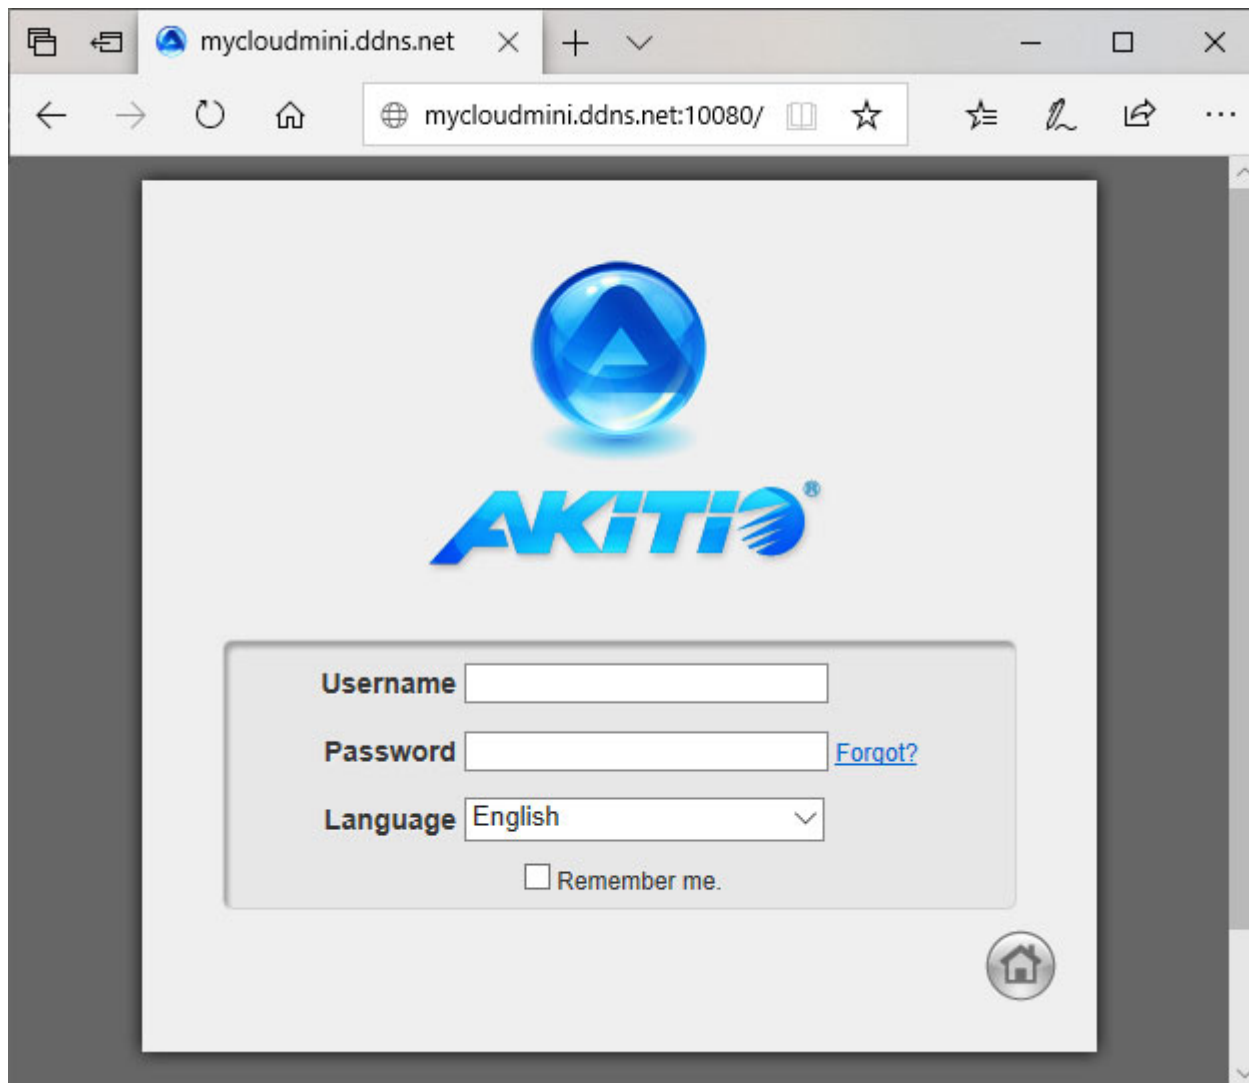 mycloudmini.ddns.net
mycloudmini.ddns.net:10080/
AKiTiO®
Username
Password Forgot?
Language English
Remember me.